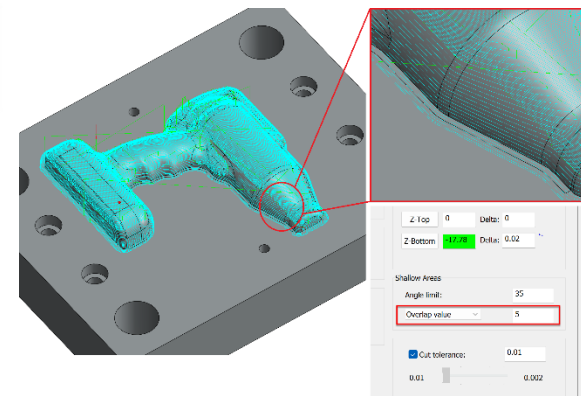 Z-Top 0 Delta: 0
Z-Bottom -17.78 Delta: 0.02
Shallow Areas
Angle limit: 35
Overlap value 5
Cut tolerance: 0.01
0.01 0.002